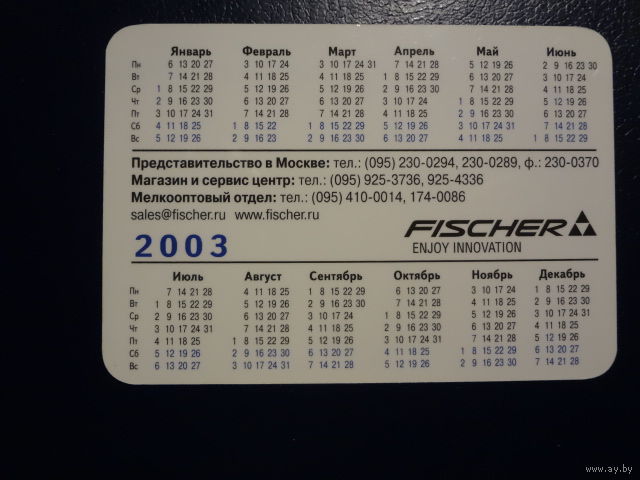 Январь Февраль Март Апрель Май Июнь
Пн 6 13 20 27 3 10 17 24 3 10 17 24 31 7 14 21 28 5 12 19 26 2 9 16 23 30
Вт 7 14 21 28 4 11 18 25 4 11 18 25 1 8 15 22 29 6 13 20 27 3 10 17 24
Ср 1 8 15 22 29 5 12 19 26 5 12 19 26 2 9 16 23 30 7 14 21 28 4 11 18 25
Чт 2 9 16 23 30 6 13 20 27 6 13 20 27 3 10 17 24 1 8 15 22 29 5 12 19 26
Пт 3 10 17 24 31 7 14 21 28 7 14 21 28 4 11 18 25 2 9 16 23 30 6 13 20 27
Сб 4 11 18 25 1 8 15 22 1 8 15 22 29 5 12 19 26 3 10 17 24 31 7 14 21 28
Вс 5 12 19 26 2 9 16 23 2 9 16 23 30 6 13 20 27 4 11 18 25 1 8 15 22 29
Представительство в Москве: тел.: (095) 230-0294, 230-0289, ф.: 230-0370
Магазин и сервис центр: тел.: (095) 925-3736, 925-4336
Мелкооптовый отдел: тел.: (095) 410-0014, 174-0086
sales@fischer.ru www.fischer.ru
FISCHER
2003 ENJOY INNOVATION
Июль Август Сентябрь Октябрь Ноябрь Декабрь
Пн 7 14 21 28 4 11 18 25 1 8 15 22 29 6 13 20 27 3 10 17 24 1 8 15 22 29
Вт 1 8 15 22 29 5 12 19 26 2 9 16 23 30 7 14 21 28 4 11 18 25 2 9 16 23 30
Ср 2 9 16 23 30 6 13 20 27 3 10 17 24 1 8 15 22 29 5 12 19 26 3 10 17 24 31
Чт 3 10 17 24 31 7 14 21 28 4 11 18 25 2 9 16 23 30 6 13 20 27 4 11 18 25
Пт 4 11 18 25 1 8 15 22 29 5 12 19 26 3 10 17 24 31 7 14 21 28 5 12 19 26
Сб 5 12 19 26 2 9 16 23 30 6 13 20 27 4 11 18 25 1 8 15 22 29 6 13 20 27
Вс 6 13 20 27 3 10 17 24 31 7 14 21 28 5 12 19 26 2 9 16 23 30 7 14 21 28
www.ay.by